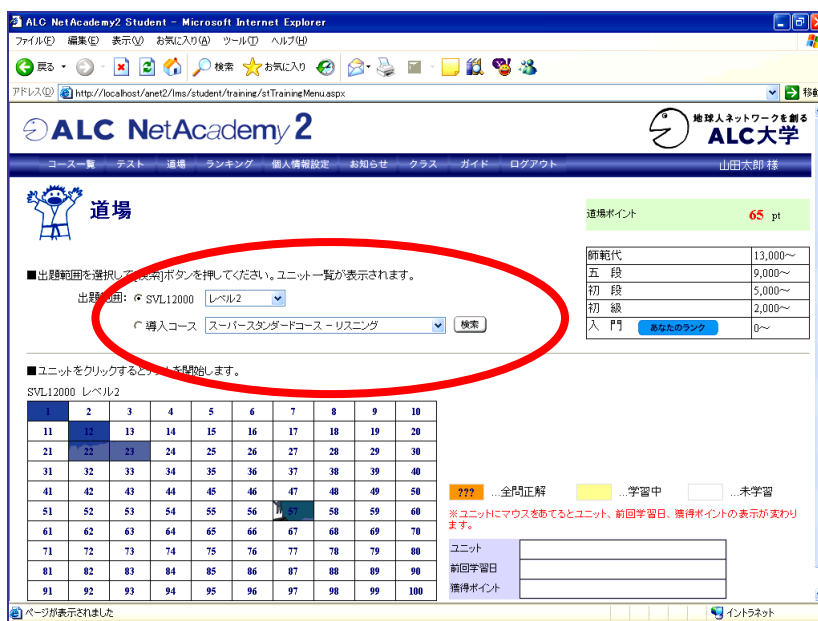 ALC NetAcademy2 Student - Microsoft Internet Explorer
ファイル(F) 編集(E) 表示(V) お気に入り(A) ツール(T) ヘルプ(H)
戻る 検索 お気に入り
アドレス(D) http://localhost/anet2/lms/student/training/stTrainingMenu.aspx 移動
ALC NetAcademy 2
地球人ネットワークを創る
ALC大学
コース一覧 テスト 道場 ランキング 個人情報設定 お知らせ クラス ガイド ログアウト 山田太郎 様
道場
道場ポイント 65 pt
師範代 13,000～
五 段 9,000～
初 段 5,000～
初 級 2,000～
入 門 あなたのランク 0～
■出題範囲を選択して[検索]ボタンを押してください。ユニット一覧が表示されます。
出題範囲: SVL12000 レベル2
導入コース スーパースタンダードコース - リスニング 検索
■ユニットをクリックするとテストを開始します。
SVL12000 レベル2
1 2 3 4 5 6 7 8 9 10
11 12 13 14 15 16 17 18 19 20
21 22 23 24 25 26 27 28 29 30
31 32 33 34 35 36 37 38 39 40
41 42 43 44 45 46 47 48 49 50
51 52 53 54 55 56 57 58 59 60
61 62 63 64 65 66 67 68 69 70
71 72 73 74 75 76 77 78 79 80
81 82 83 84 85 86 87 88 89 90
91 92 93 94 95 96 97 98 99 100
??? …全問正解 …学習中 …未学習
※ユニットにマウスをあてるとユニット、前回学習日、獲得ポイントの表示が変わり
ます。
ユニット
前回学習日
獲得ポイント
ページが表示されました イントラネット